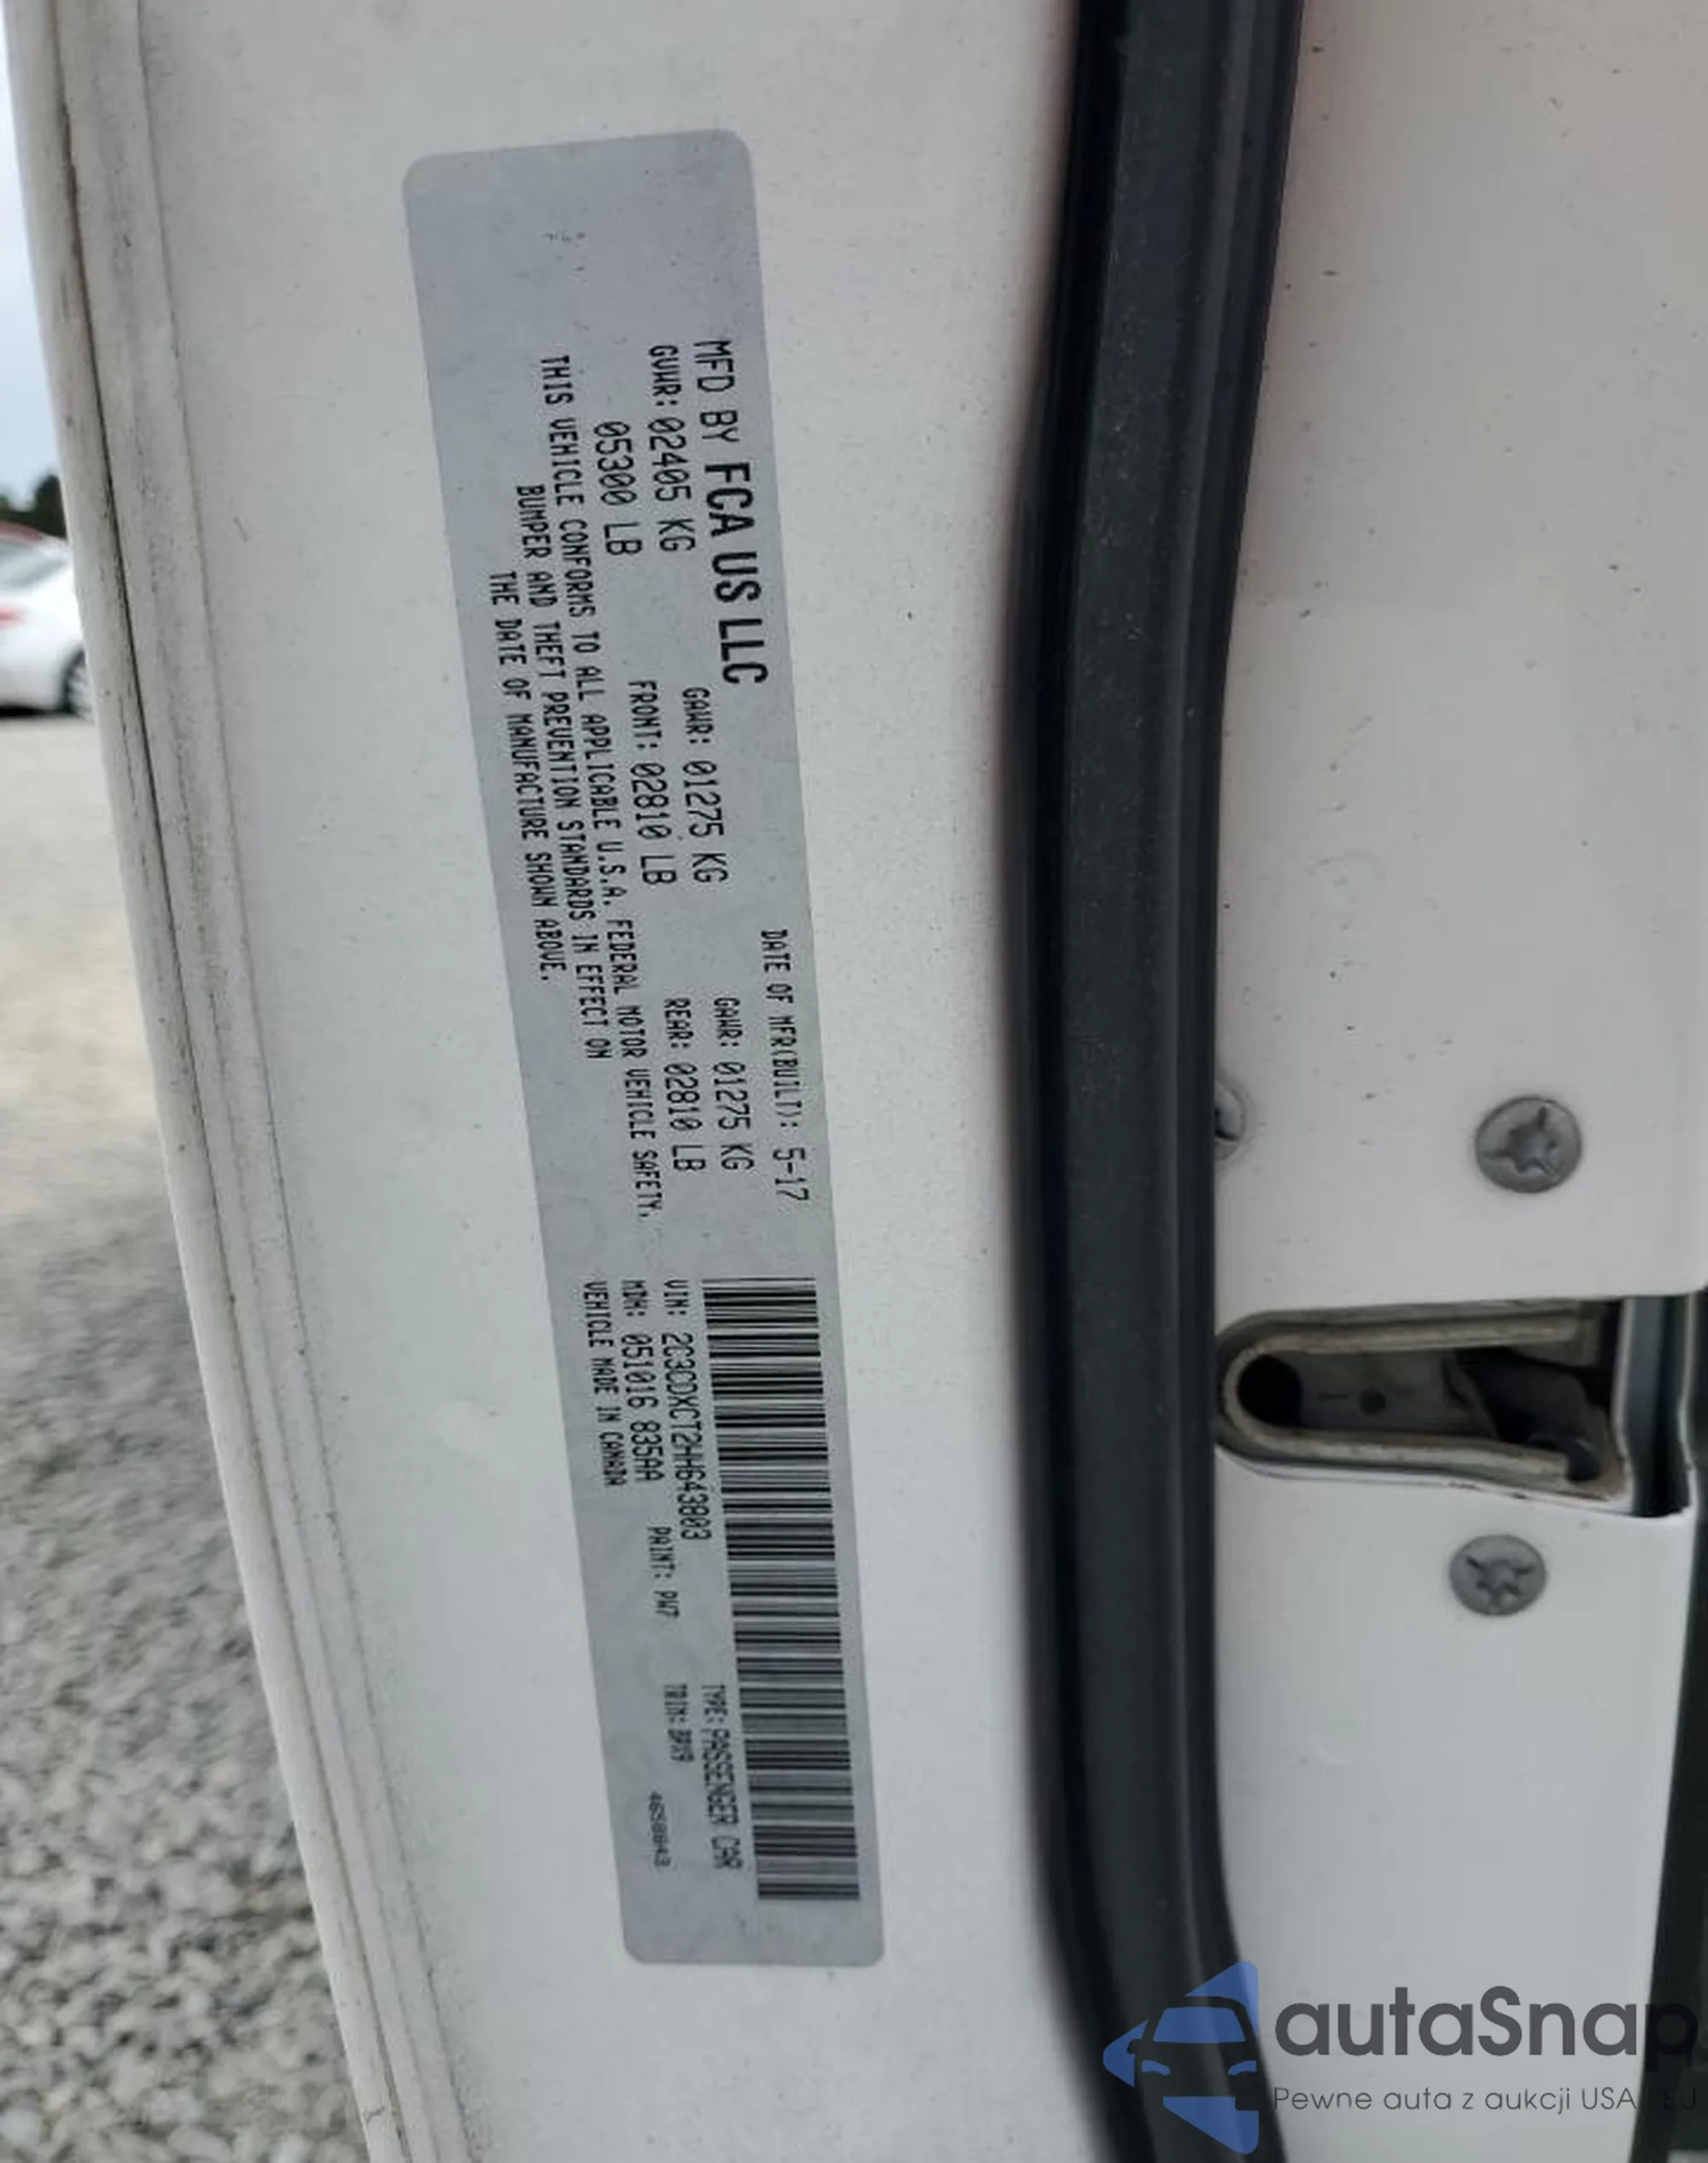 MFD BY FCA US LLC
DATE OF MFR(BUILT): 5-17
GVWR: 02405 KG
05300 LB
GAWR: 01275 KG
FRONT: 02810 LB
GAWR: 01275 KG
REAR: 02810 LB
THIS VEHICLE CONFORMS TO ALL APPLICABLE U.S.A. FEDERAL MOTOR VEHICLE SAFETY,
BUMPER AND THEFT PREVENTION STANDARDS IN EFFECT ON
THE DATE OF MANUFACTURE SHOWN ABOVE.
VIN: 2C3CDXCT2HH643803
TYPE: PASSENGER CAR
MDH: 051016 835AA
PAINT: PW7
TRIM:
VEHICLE MADE IN CANADA
autaSnap
Pewne auta z aukcji USA